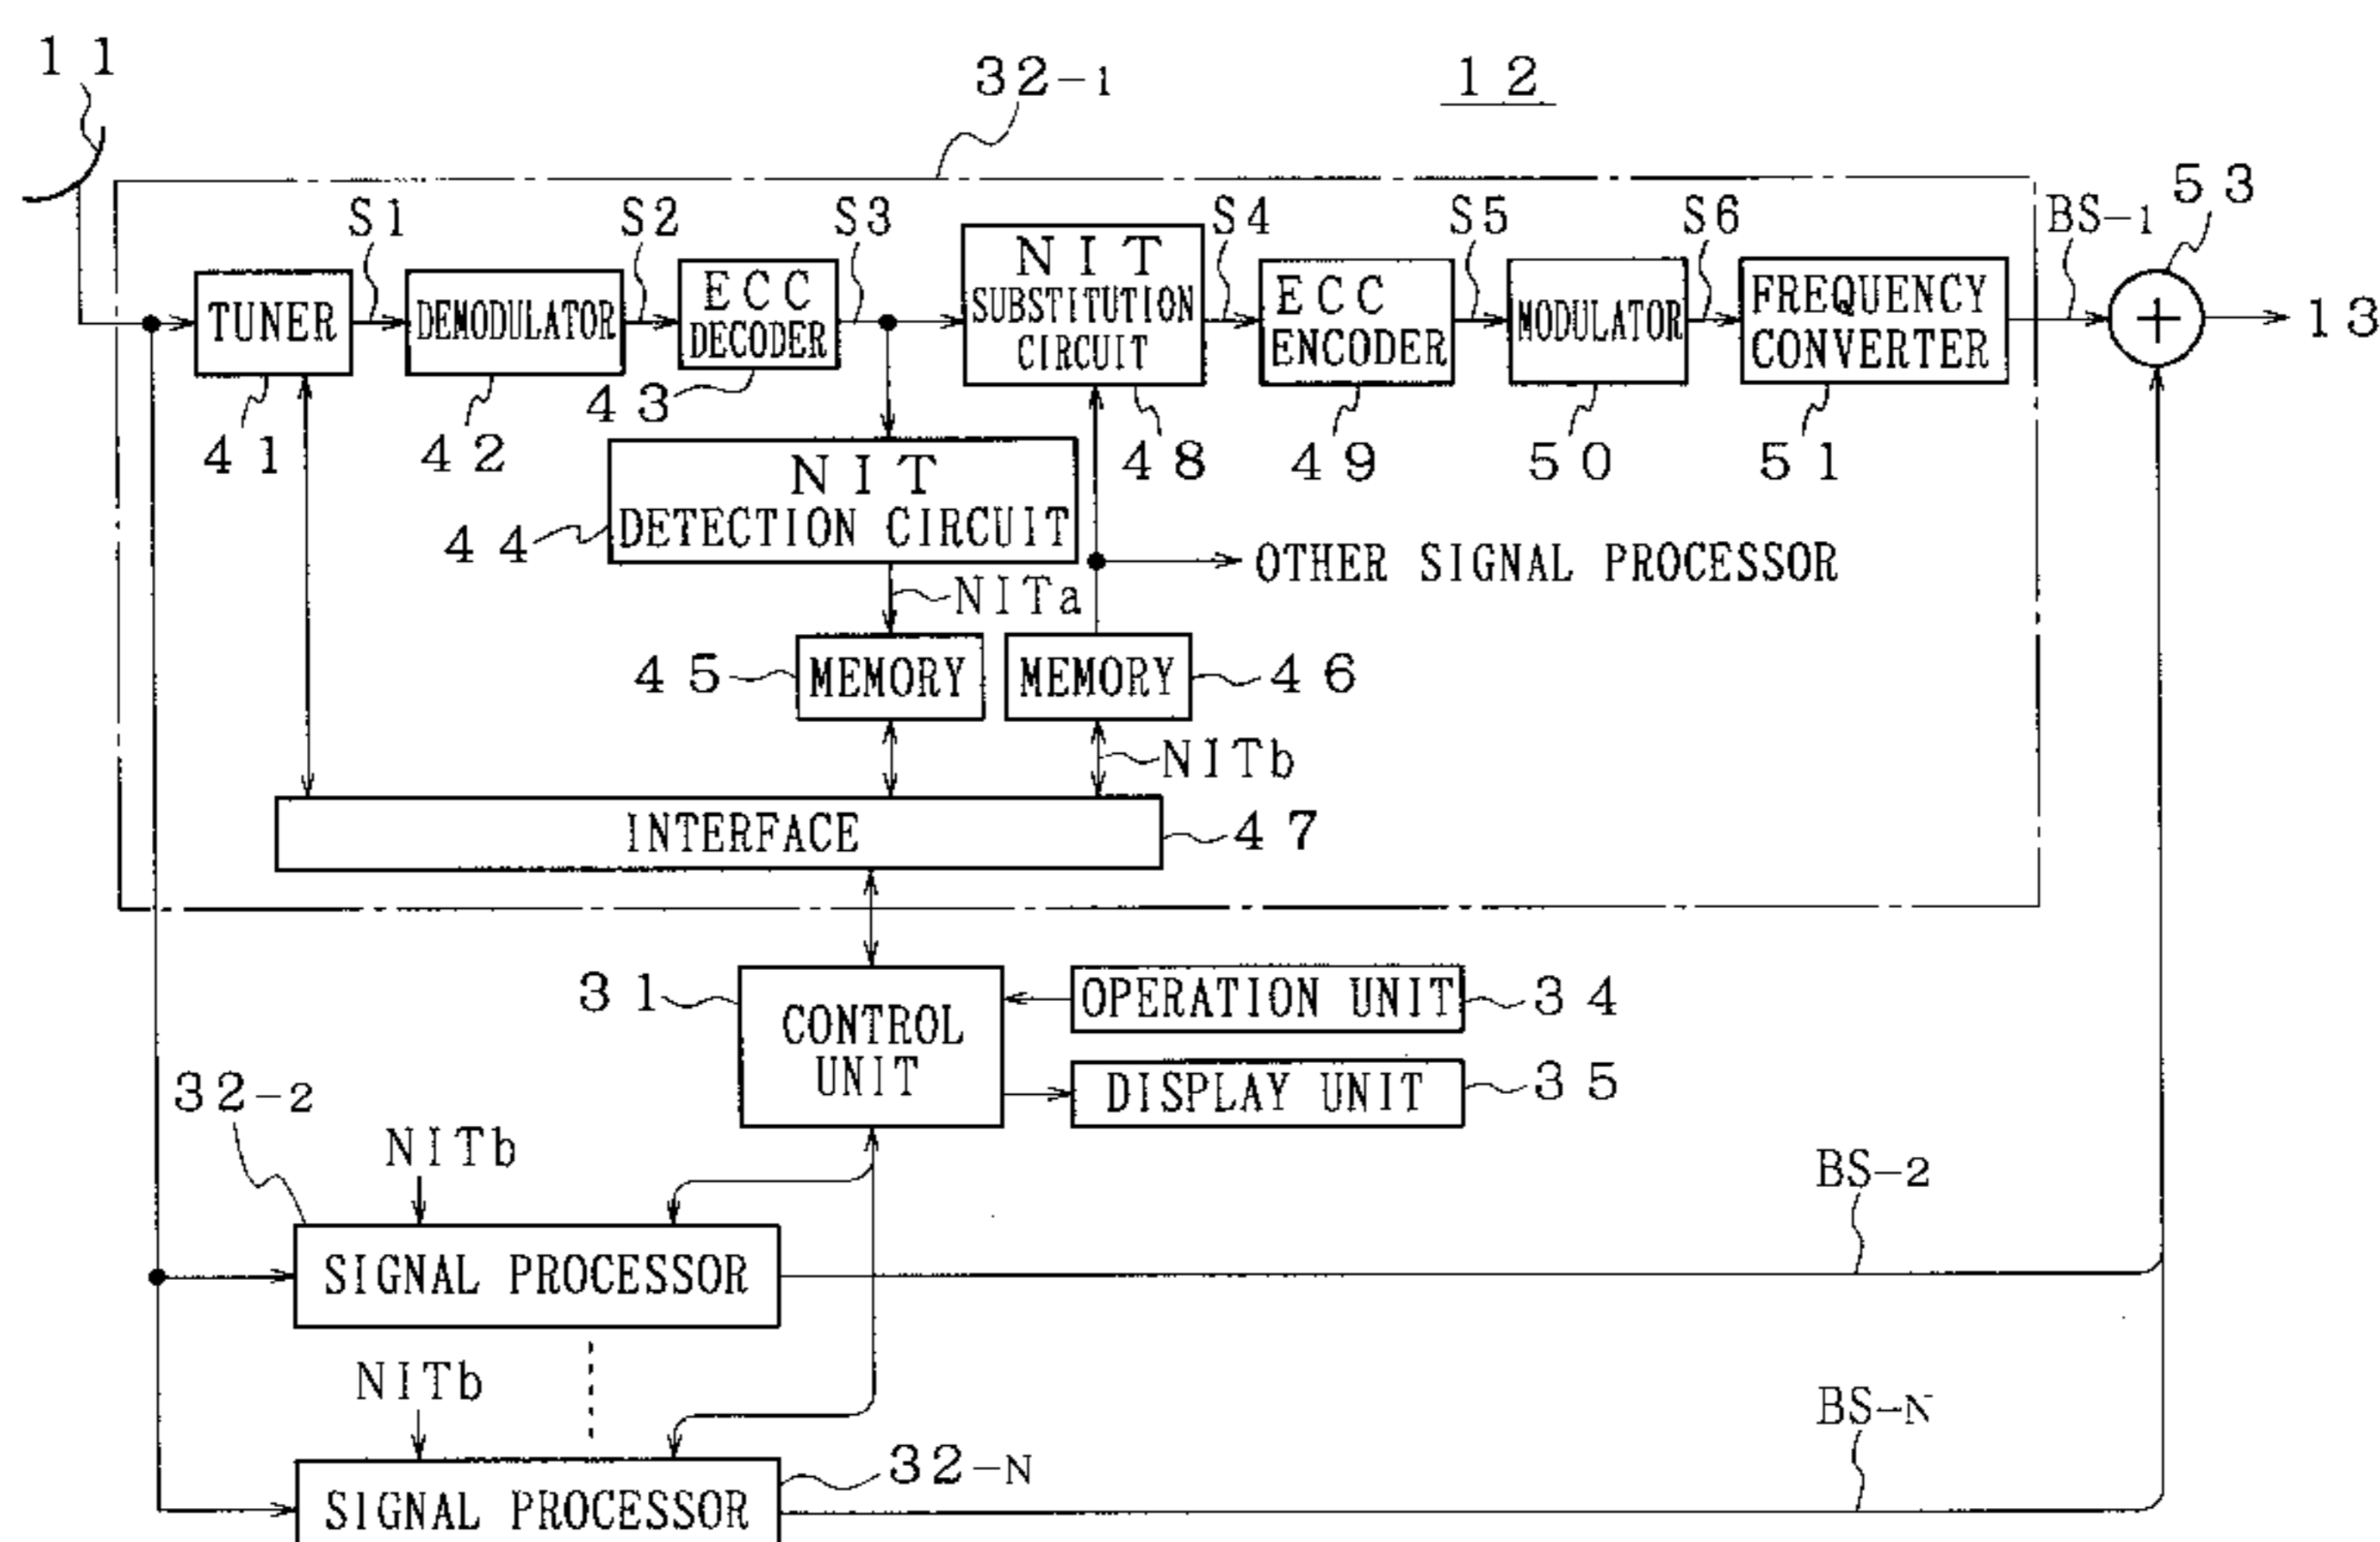 11
32-1
12
53
S1
S2
S3
S4
S5
S6
BS-1
TUNER
DEMODULATOR
ECC
DECODER
NIT
SUBSTITUTION
CIRCUIT
ECC
ENCODER
MODULATOR
FREQUENCY
CONVERTER
+
13
41
42
43
48
49
50
51
NIT
DETECTION CIRCUIT
44
OTHER SIGNAL PROCESSOR
NITa
45
MEMORY
MEMORY
46
NITb
INTERFACE
47
31
CONTROL
UNIT
OPERATION UNIT
34
DISPLAY UNIT
35
32-2
NITb
BS-2
SIGNAL PROCESSOR
NITb
BS-N
32-N
SIGNAL PROCESSOR